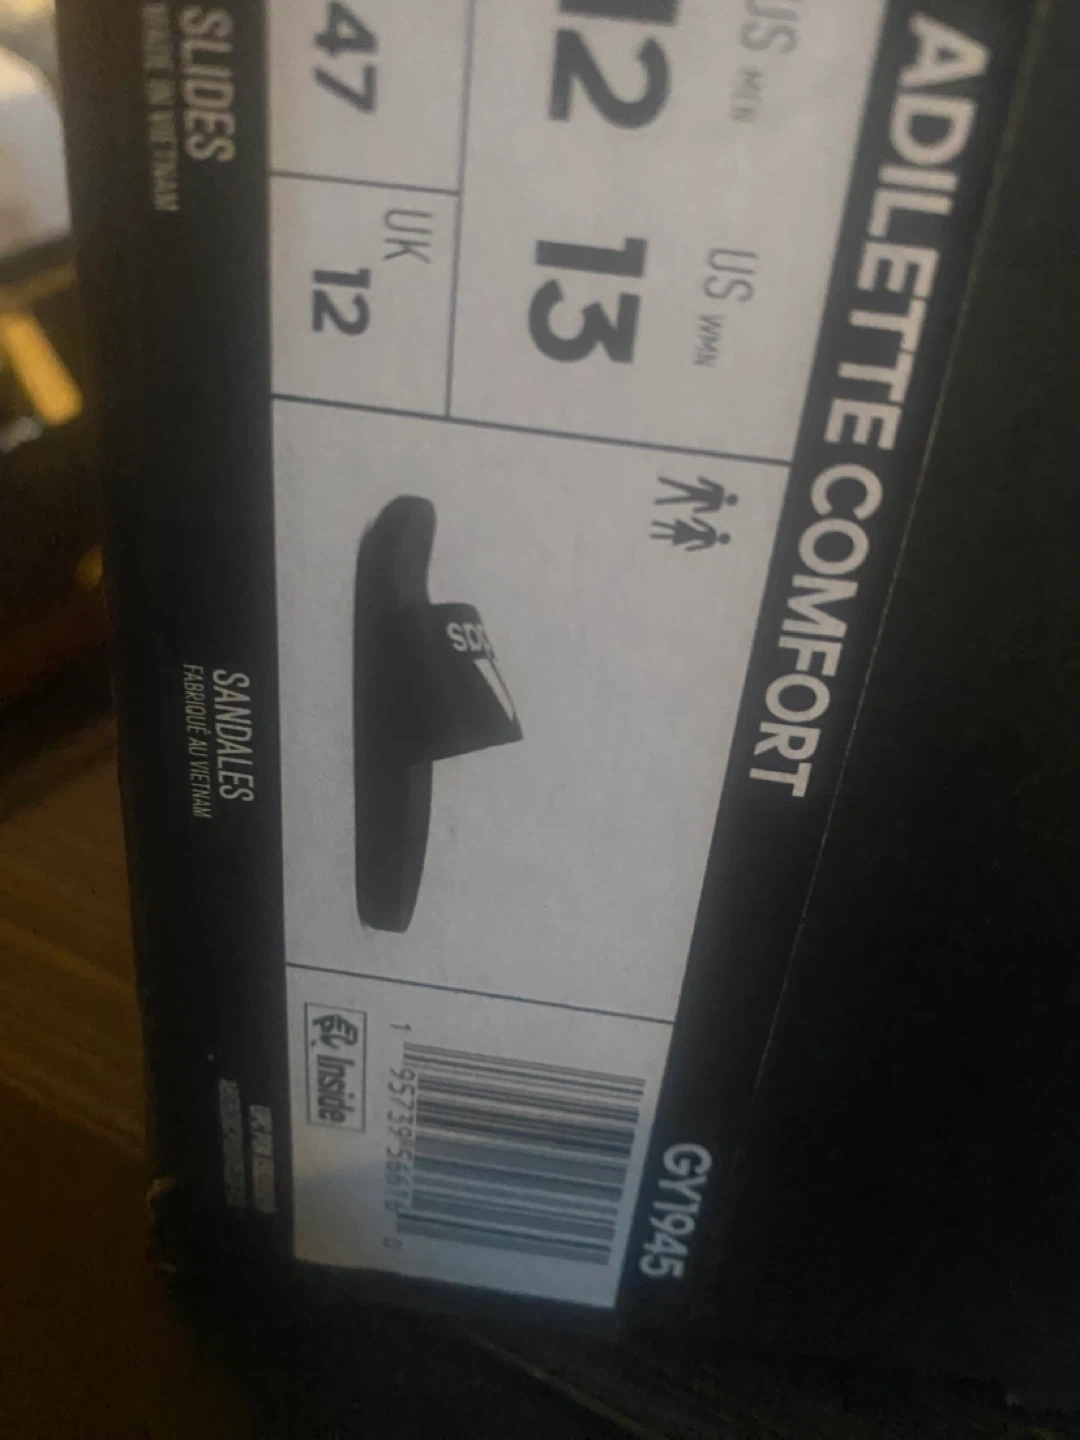 ADILETTE COMFORT
US MEN
12
US WMN
13
47
UK
12
SLIDES
MADE IN VIETNAM
SANDALES
FABRIQUÉ AU VIETNAM
das
GY1945
Inside